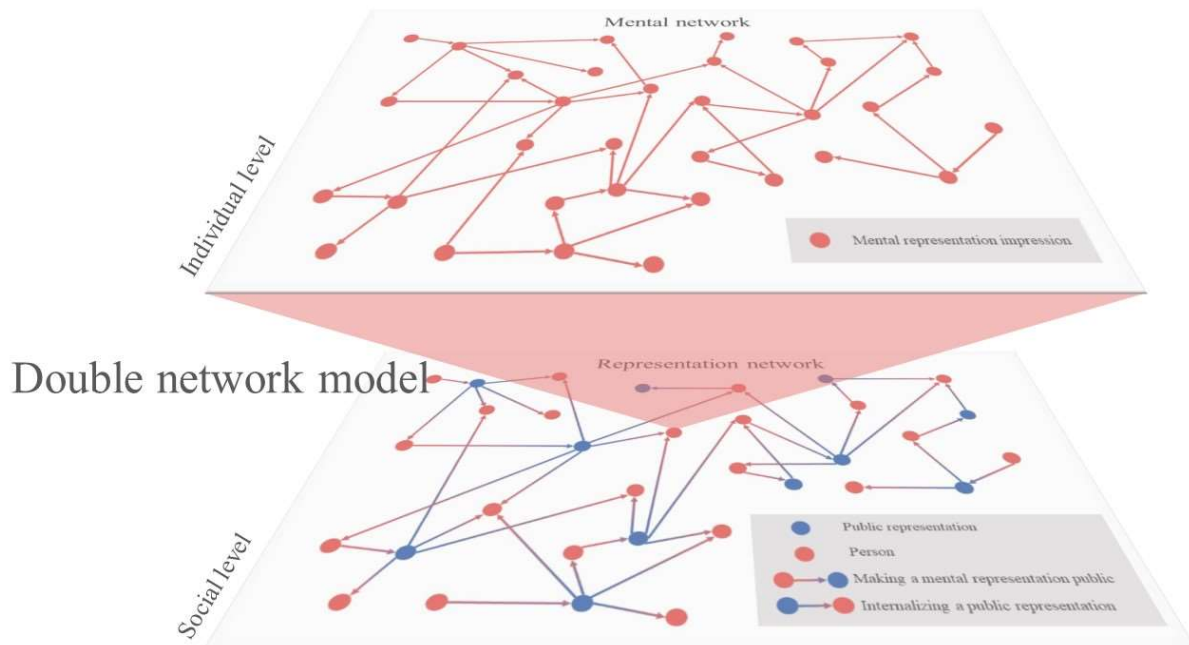 Mental network
Individual level
Mental representation impression
Double network model
Representation network
Social level
Public representation
Person
Making a mental representation public
Internalizing a public representation